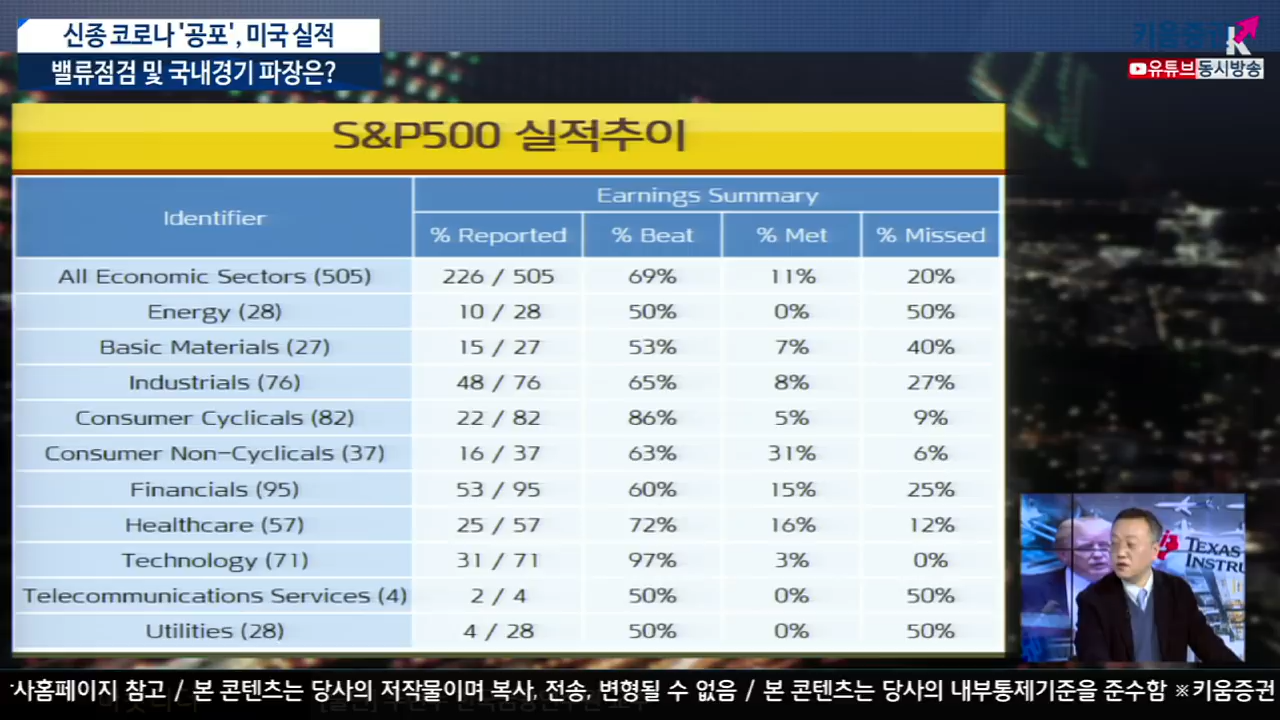 신종 코로나 '공포', 미국 실적
밸류점검 및 국내경기 파장은?
키움증권
유튜브 동시방송
S&P500 실적추이
Identifier
Earnings Summary
% Reported % Beat % Met % Missed
All Economic Sectors (505) 226 / 505 69% 11% 20%
Energy (28) 10 / 28 50% 0% 50%
Basic Materials (27) 15 / 27 53% 7% 40%
Industrials (76) 48 / 76 65% 8% 27%
Consumer Cyclicals (82) 22 / 82 86% 5% 9%
Consumer Non-Cyclicals (37) 16 / 37 63% 31% 6%
Financials (95) 53 / 95 60% 15% 25%
Healthcare (57) 25 / 57 72% 16% 12%
Technology (71) 31 / 71 97% 3% 0%
Telecommunications Services (4) 2 / 4 50% 0% 50%
Utilities (28) 4 / 28 50% 0% 50%
TEXAS
INSTRU
사홈페이지 참고 / 본 콘텐츠는 당사의 저작물이며 복사, 전송, 변형될 수 없음 / 본 콘텐츠는 당사의 내부통제기준을 준수함 ※키움증권